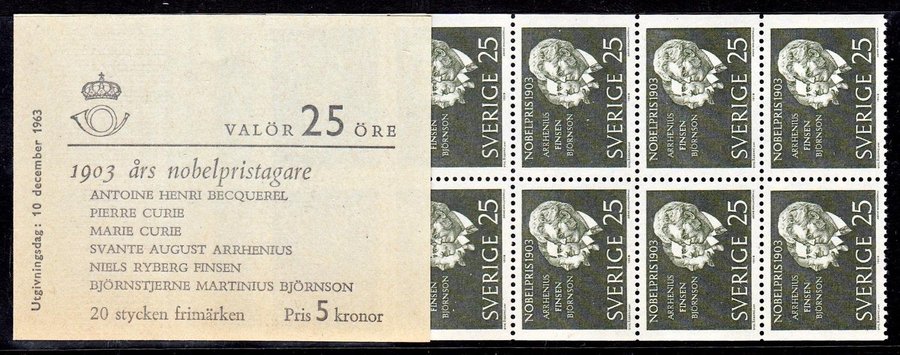 Utgivningsdag: 10 december 1963
VALÖR 25 ÖRE
1903 års nobelpristagare
ANTOINE HENRI BECQUEREL
PIERRE CURIE
MARIE CURIE
SVANTE AUGUST ARRHENIUS
NIELS RYBERG FINSEN
BJÖRNSTJERNE MARTINIUS BJÖRNSON
20 stycken frimärken Pris 5 kronor
FINSEN
BJÖRNSON
SVERIGE 25
NOBELPRIS 1903
ARRHENIUS
FINSEN
BJÖRNSON
SVERIGE 25
NOBELPRIS 1903
ARRHENIUS
FINSEN
BJÖRNSON
SVERIGE 25
NOBELPRIS 1903
ARRHENIUS
FINSEN
BJÖRNSON
SVERIGE 25
FINSEN
BJÖRNSON
SVERIGE 25
NOBELPRIS 1903
ARRHENIUS
FINSEN
BJÖRNSON
SVERIGE 25
NOBELPRIS 1903
ARRHENIUS
FINSEN
BJÖRNSON
SVERIGE 25
NOBELPRIS 1903
ARRHENIUS
FINSEN
BJÖRNSON
SVERIGE 25